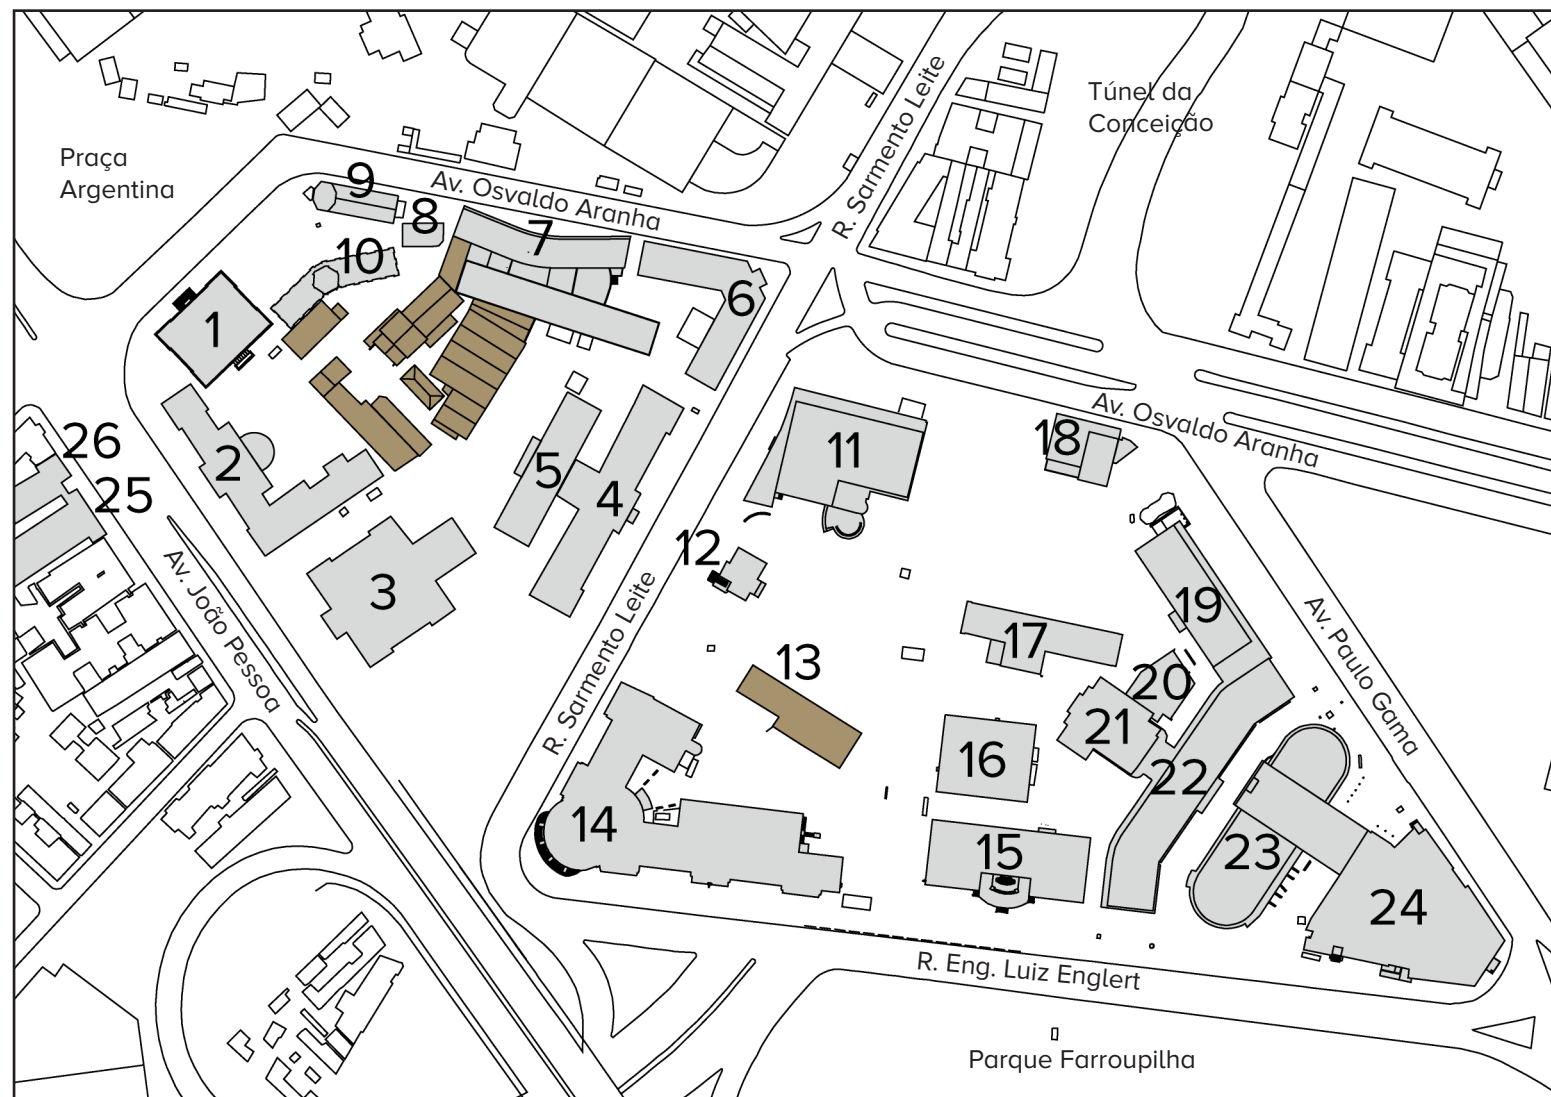 Praça
Argentina
Av. Osvaldo Aranha
R. Sarmento Leite
Túnel da
Conceição
9
8
7
10
6
1
26
25
2
5
4
3
Av. João Pessoa
11
18
Av. Osvaldo Aranha
12
R. Sarmento Leite
13
17
19
20
21
16
22
Av. Paulo Gama
14
15
23
24
R. Eng. Luiz Englert
Parque Farroupilha